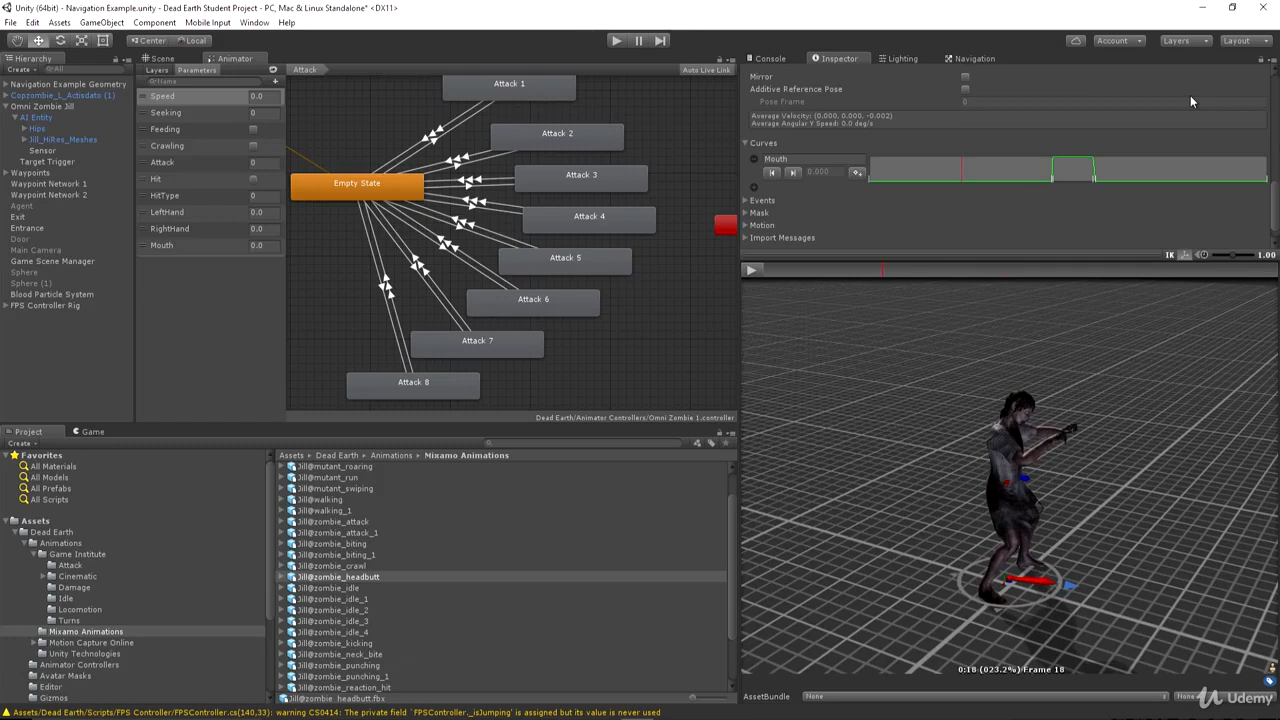 Unity (64bit) - Navigation Example.unity - Dead Earth Student Project - PC, Mac & Linux Standalone* <DX11>
File Edit Assets GameObject Component Mobile Input Window Help
Center Local Account Layers Layout
Hierarchy
Create All
Navigation Example Geometry
Copzombie_L_Actisdato (1)
Omni Zombie Jill
AI Entity
Hips
Jill_HiRes_Meshes
Sensor
Target Trigger
Waypoints
Waypoint Network 1
Waypoint Network 2
Agent
Exit
Entrance
Door
Main Camera
Game Scene Manager
Sphere
Sphere (1)
Blood Particle System
FPS Controller Rig
Scene Animator
Layers Parameters
Name
Speed 0.0
Seeking 0
Feeding
Crawling
Attack 0
Hit
HitType 0
LeftHand 0.0
RightHand 0.0
Mouth 0.0
Attack Auto Live Link
Attack 1
Attack 2
Attack 3
Empty State
Attack 4
Attack 5
Attack 6
Attack 7
Attack 8
Dead Earth/Animator Controllers/Omni Zombie 1.controller
Console Inspector Lighting Navigation
Mirror
Additive Reference Pose
Pose Frame 0
Average Velocity: (0.000, 0.000, -0.002)
Average Angular Y Speed: 0.0 deg/s
Curves
Mouth
0.000
Events
Mask
Motion
Import Messages
IK 1.00
0:18 (023.2%) Frame 18
AssetBundle None None
Udemy
Project Game
Create
Favorites
All Materials
All Models
All Prefabs
All Scripts
Assets
Dead Earth
Animations
Game Institute
Attack
Cinematic
Damage
Idle
Locomotion
Turns
Mixamo Animations
Motion Capture Online
Unity Technologies
Animator Controllers
Avatar Masks
Editor
Gizmos
Assets Dead Earth Animations Mixamo Animations
Jill@mutant_roaring
Jill@mutant_run
Jill@mutant_swiping
Jill@walking
Jill@walking_1
Jill@zombie_attack
Jill@zombie_attack_1
Jill@zombie_biting
Jill@zombie_biting_1
Jill@zombie_crawl
Jill@zombie_headbutt
Jill@zombie_idle
Jill@zombie_idle_1
Jill@zombie_idle_2
Jill@zombie_idle_3
Jill@zombie_idle_4
Jill@zombie_kicking
Jill@zombie_neck_bite
Jill@zombie_punching
Jill@zombie_punching_1
Jill@zombie_reaction_hit
Jill@zombie_headbutt.fbx
Assets/Dead Earth/Scripts/FPS Controller/FPSController.cs(140,33): warning CS0414: The private field `FPSController._isJumping' is assigned but its value is never used